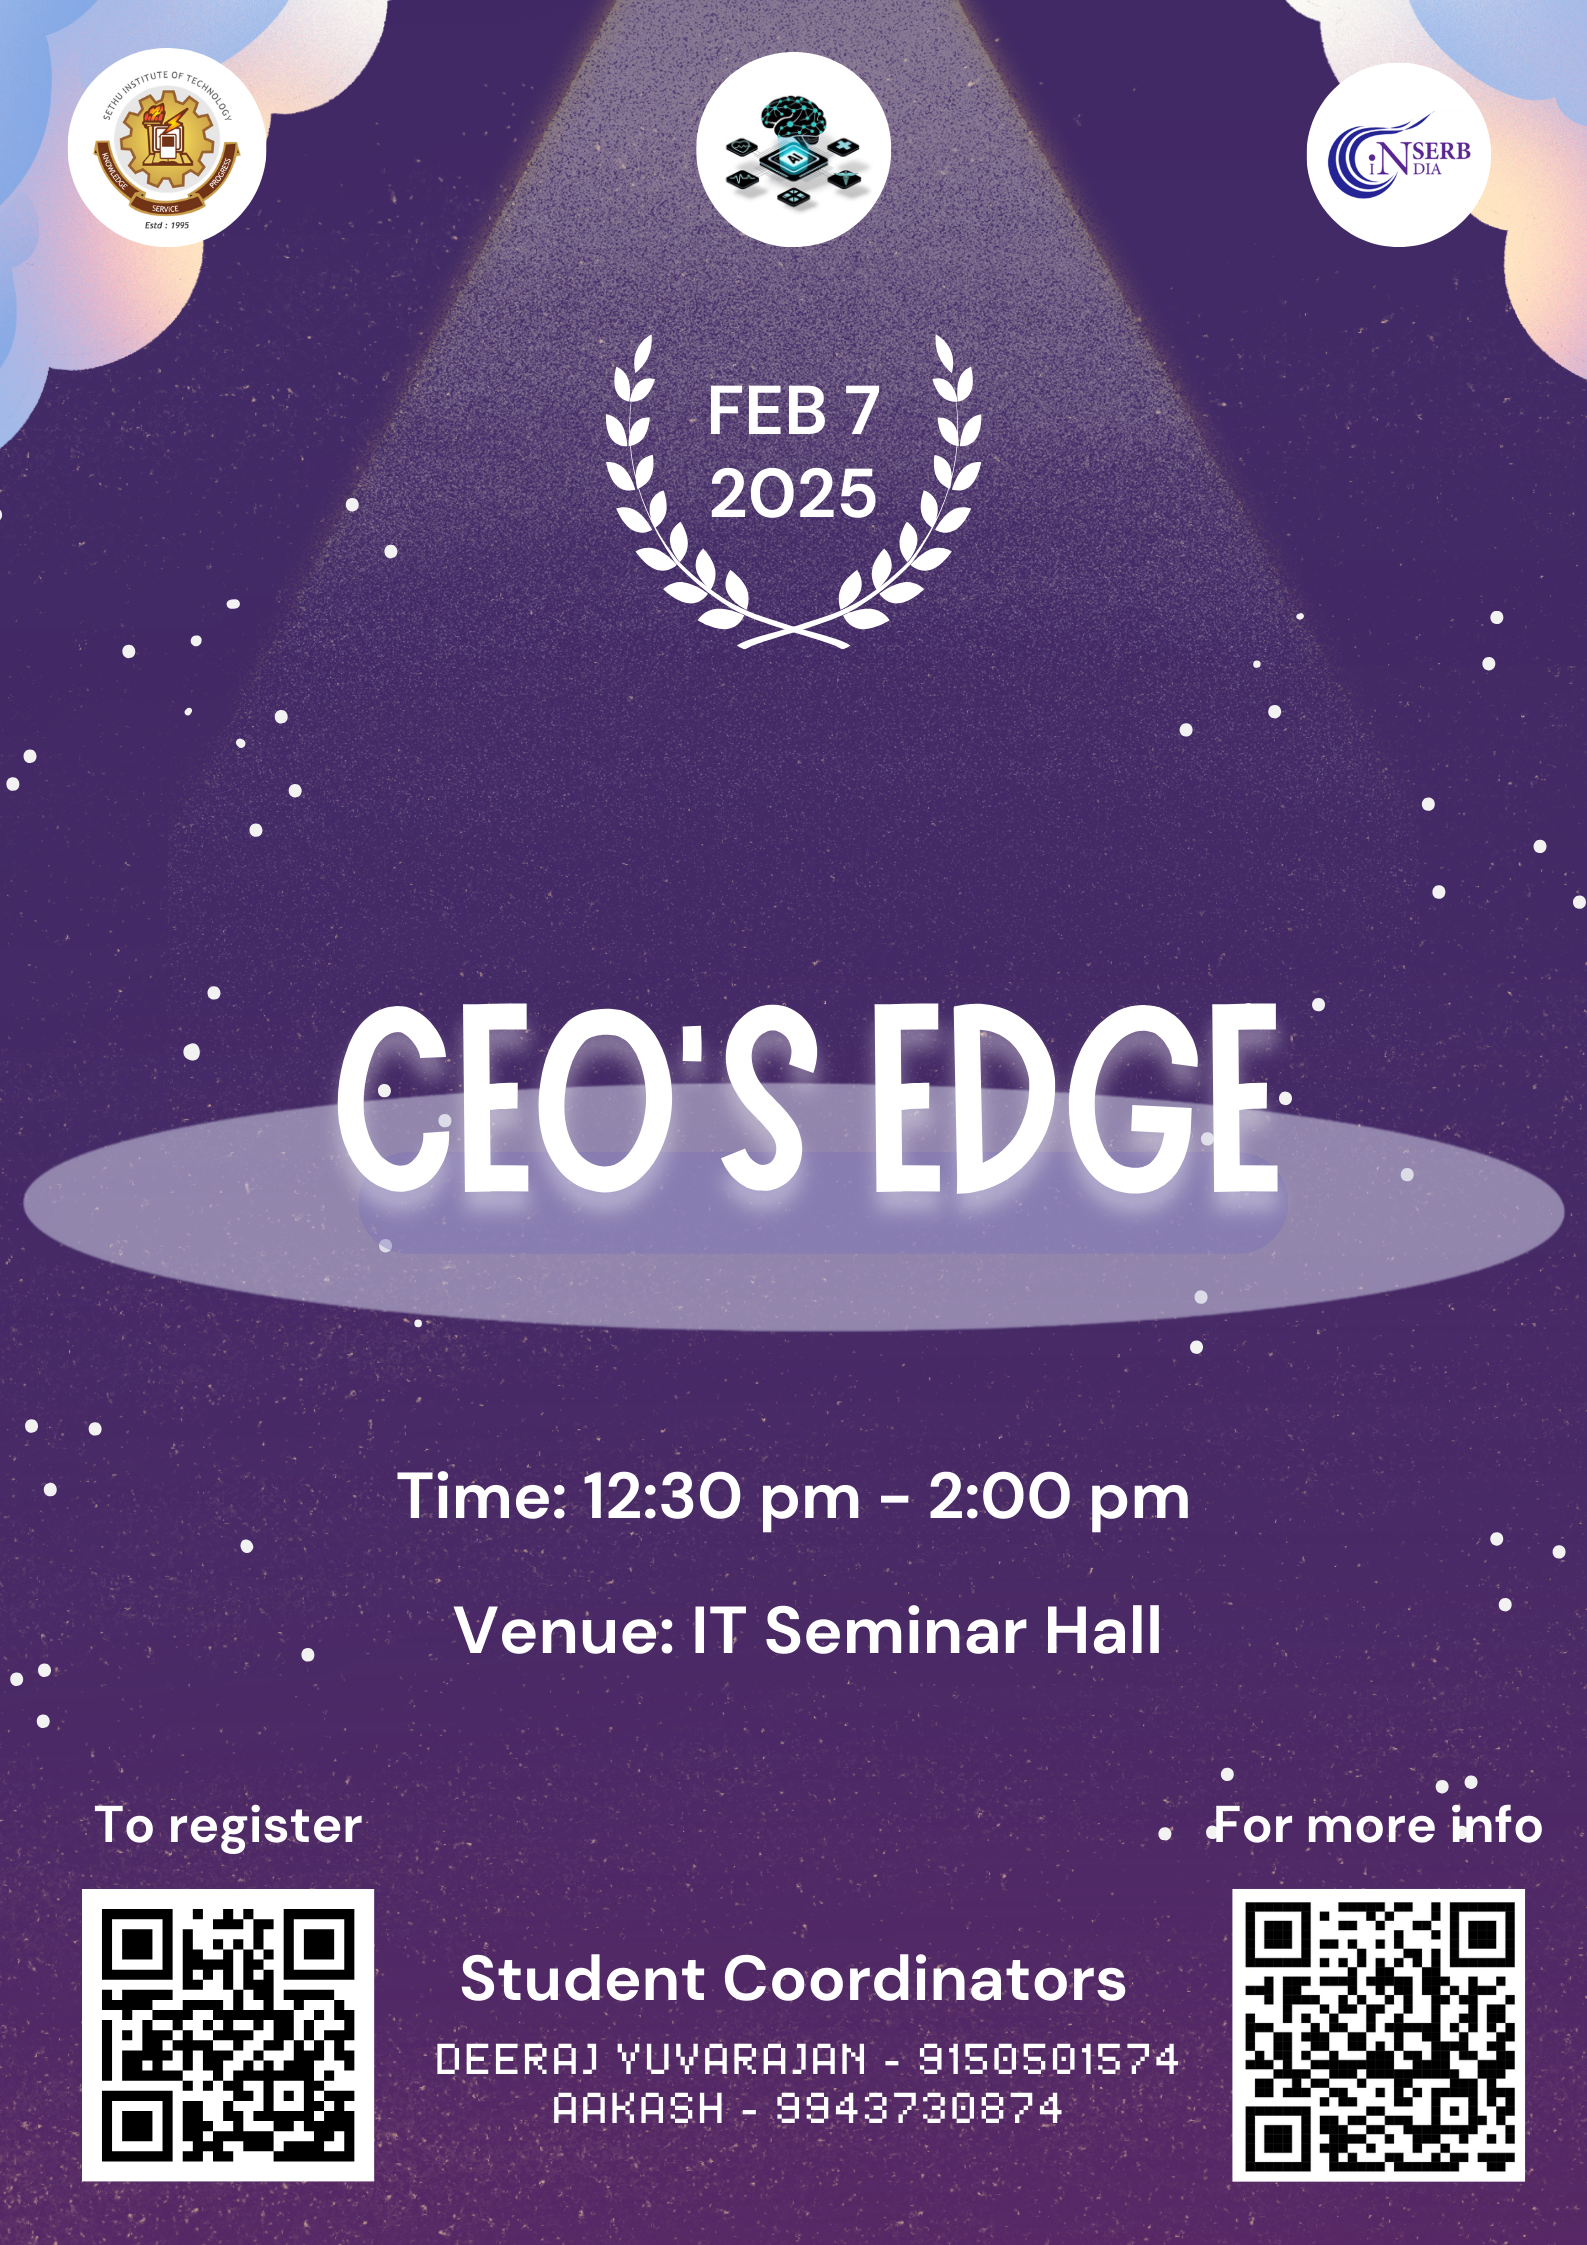 SETHU INSTITUTE OF TECHNOLOGY
KNOWLEDGE
SERVICE
PROGRESS
Estd : 1995
AI
iNSERB
iNDIA
FEB 7
2025
CEO'S EDGE
Time: 12:30 pm - 2:00 pm
Venue: IT Seminar Hall
To register
For more info
Student Coordinators
DEERAJ YUVARAJAN - 9150501574
AAKASH - 9943730874